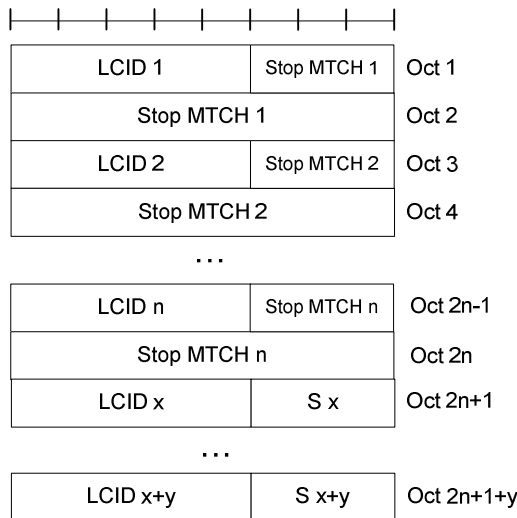 LCID 1 Stop MTCH 1 Oct 1
Stop MTCH 1 Oct 2
LCID 2 Stop MTCH 2 Oct 3
Stop MTCH 2 Oct 4
...
LCID n Stop MTCH n Oct 2n-1
Stop MTCH n Oct 2n
LCID x S x Oct 2n+1
...
LCID x+y S x+y Oct 2n+1+y